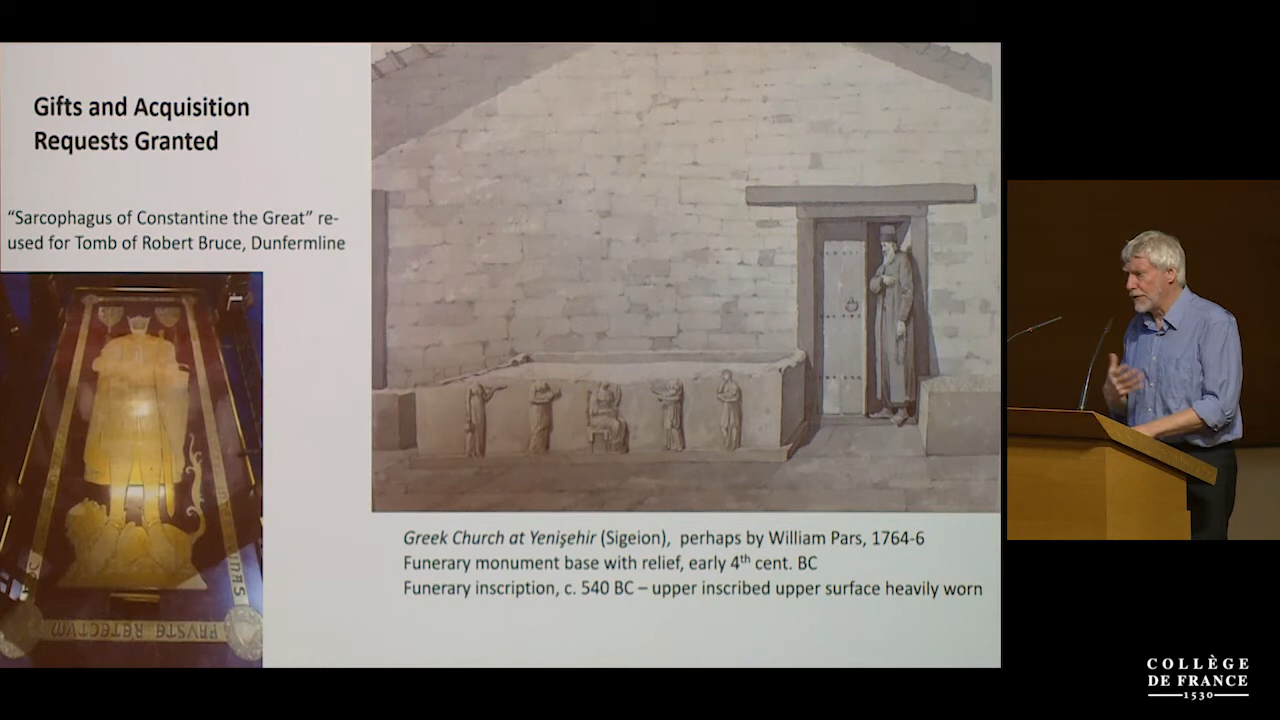 Gifts and Acquisition
Requests Granted
“Sarcophagus of Constantine the Great” re-
used for Tomb of Robert Bruce, Dunfermline
Greek Church at Yenişehir (Sigeion), perhaps by William Pars, 1764-6
Funerary monument base with relief, early 4th cent. BC
Funerary inscription, c. 540 BC – upper inscribed upper surface heavily worn
COLLÈGE
DE FRANCE
1530